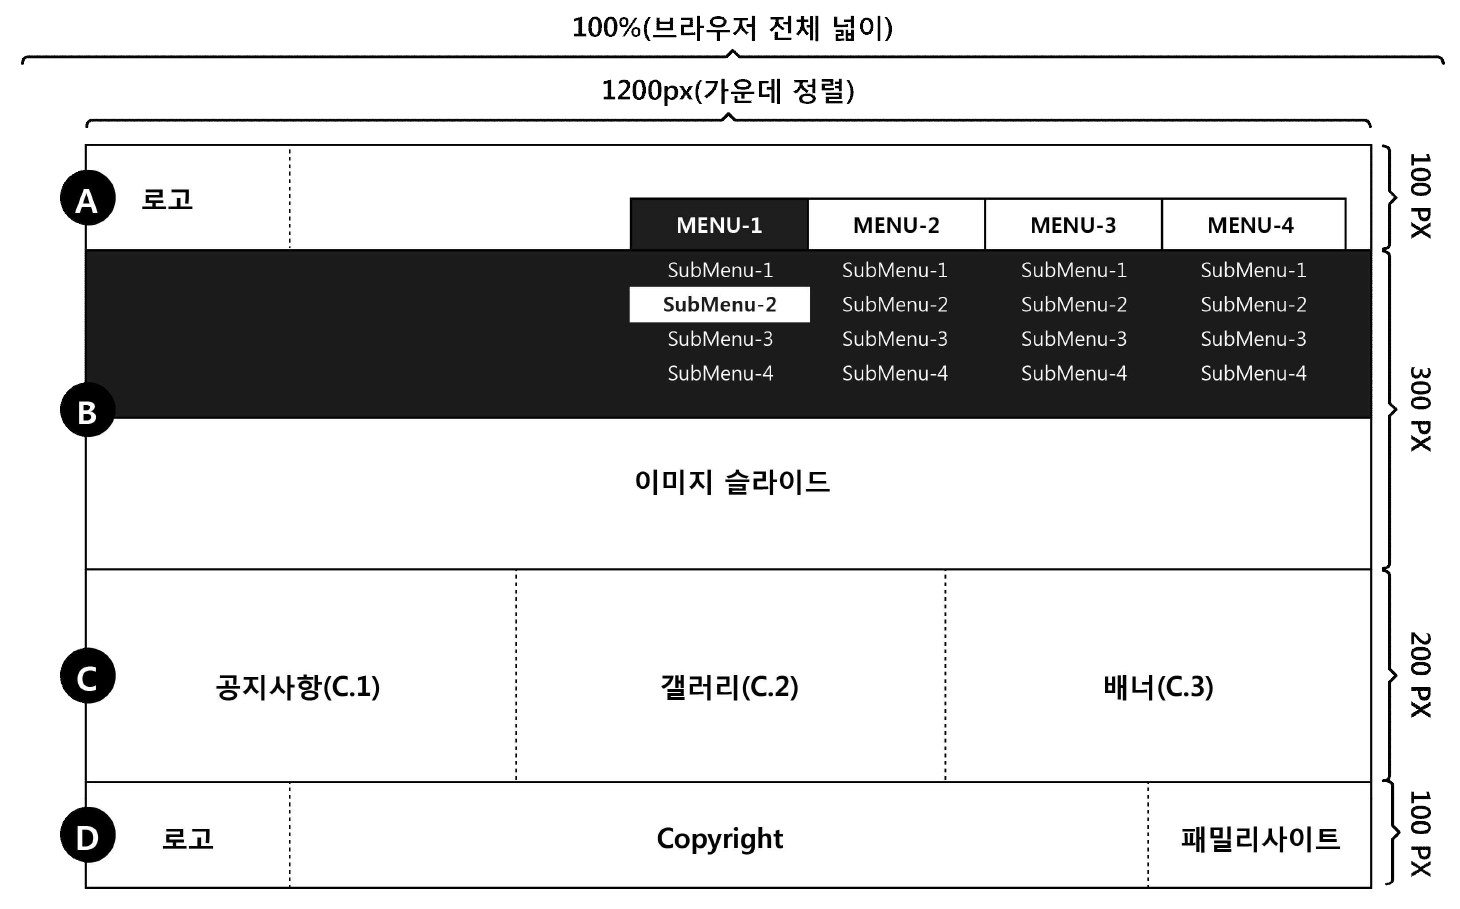 100%(브라우저 전체 넓이)
1200px(가운데 정렬)
A
로고
MENU-1 MENU-2 MENU-3 MENU-4
100 PX
SubMenu-1 SubMenu-1 SubMenu-1 SubMenu-1
SubMenu-2 SubMenu-2 SubMenu-2 SubMenu-2
SubMenu-3 SubMenu-3 SubMenu-3 SubMenu-3
SubMenu-4 SubMenu-4 SubMenu-4 SubMenu-4
B
300 PX
이미지 슬라이드
C
공지사항(C.1) 갤러리(C.2) 배너(C.3)
200 PX
D
로고 Copyright 패밀리사이트
100 PX